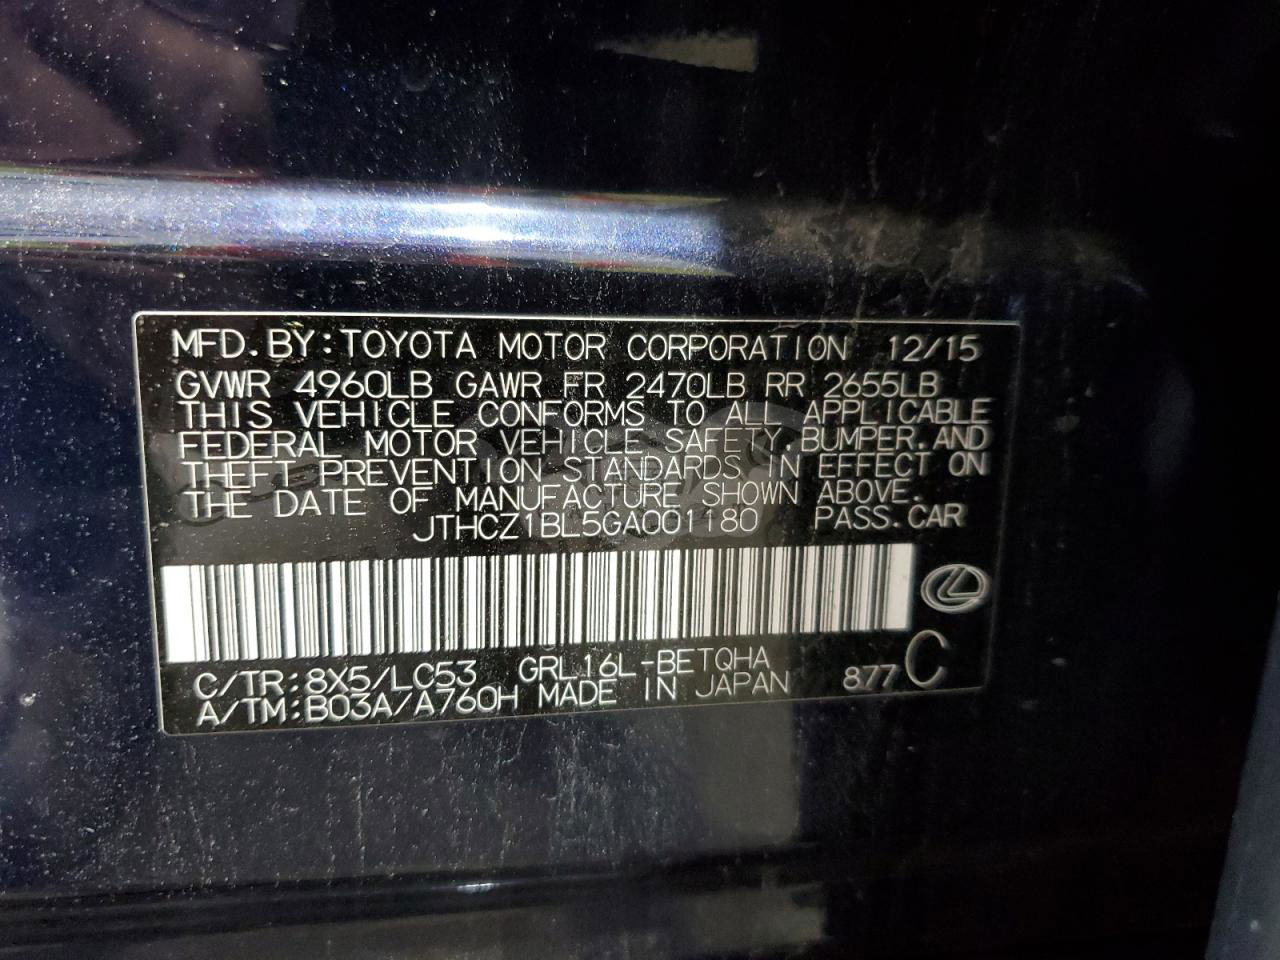 MFD.BY:TOYOTA MOTOR CORPORATION 12/15
GVWR 4960LB GAWR FR 2470LB RR 2655LB
THIS VEHICLE CONFORMS TO ALL APPLICABLE
FEDERAL MOTOR VEHICLE SAFETY,BUMPER,AND
THEFT PREVENTION STANDARDS IN EFFECT ON
THE DATE OF MANUFACTURE SHOWN ABOVE.
JTHCZ1BL5GA001180 PASS.CAR
C/TR:8X5/LC53 GRL16L-BETQHA 877 C
A/TM:B03A/A760H MADE IN JAPAN